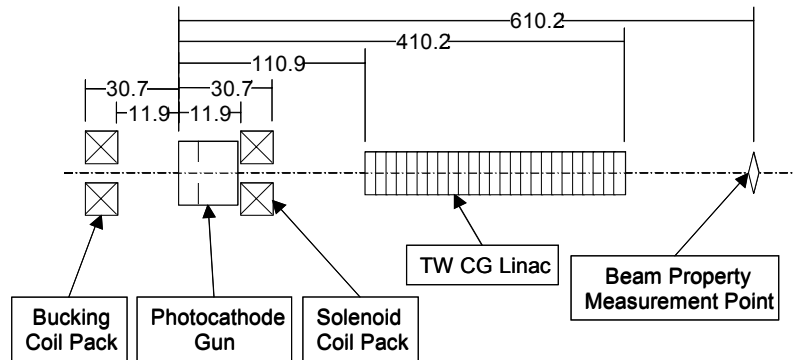 610.2
410.2
110.9
30.7 30.7
11.9 11.9
TW CG Linac
Beam Property
Measurement Point
Bucking
Coil Pack
Photocathode
Gun
Solenoid
Coil Pack